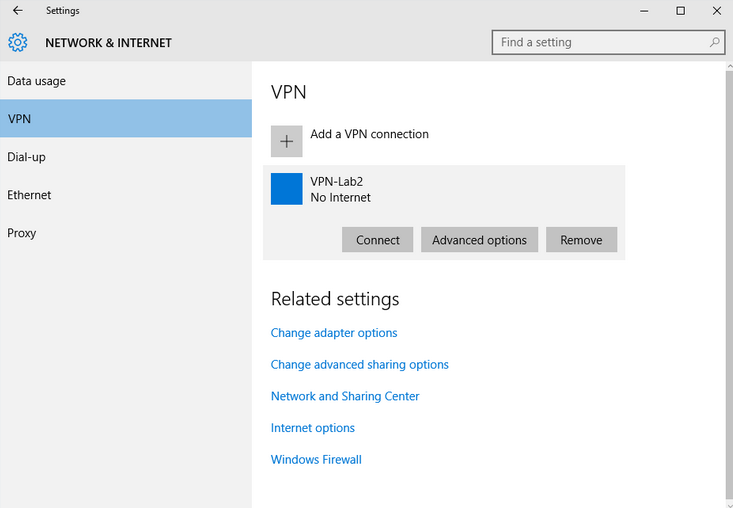 Settings
NETWORK & INTERNET
Find a setting
Data usage
VPN
Dial-up
Ethernet
Proxy
VPN
Add a VPN connection
VPN-Lab2
No Internet
Connect
Advanced options
Remove
Related settings
Change adapter options
Change advanced sharing options
Network and Sharing Center
Internet options
Windows Firewall